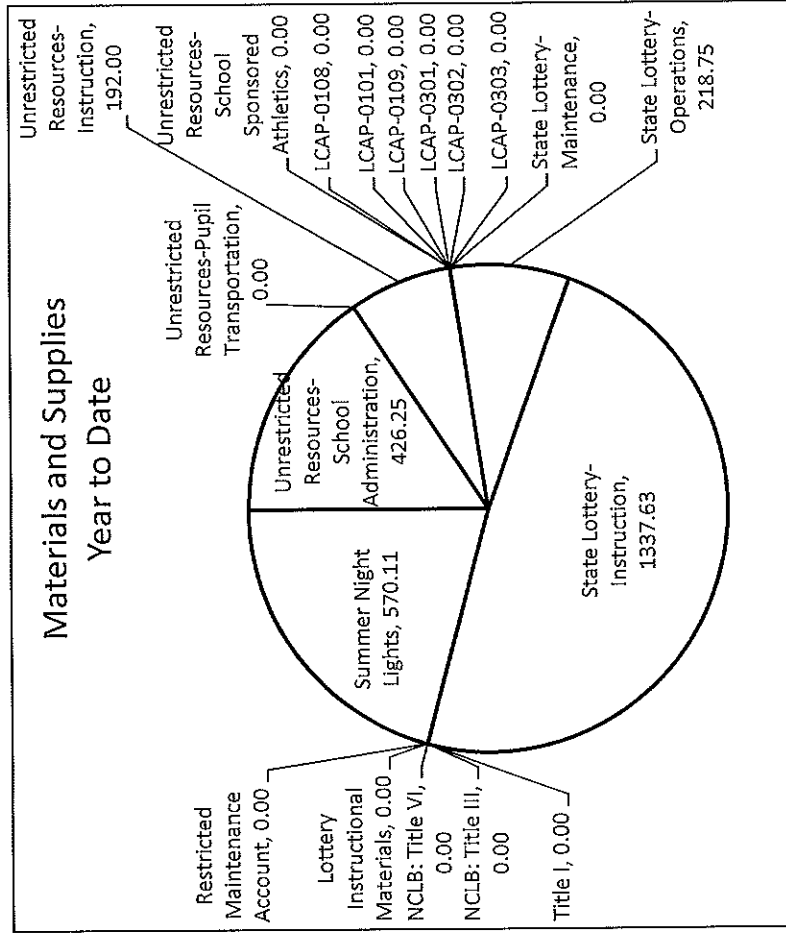 Materials and Supplies
Year to Date
Unrestricted
Resources-
Instruction,
192.00
Unrestricted
Resources-Pupil
Transportation,
0.00
Unrestricted
Resources-
School
Sponsored
Athletics, 0.00
LCAP-0108, 0.00
LCAP-0101, 0.00
LCAP-0109, 0.00
LCAP-0301, 0.00
LCAP-0302, 0.00
LCAP-0303, 0.00
State Lottery-
Maintenance,
0.00
State Lottery-
Operations,
218.75
State Lottery-
Instruction,
1337.63
Title I, 0.00
NCLB: Title III,
0.00
NCLB: Title VI,
0.00
Lottery
Instructional
Materials, 0.00
Restricted
Maintenance
Account, 0.00
Summer Night
Lights, 570.11
Unrestricted
Resources-
School
Administration,
426.25